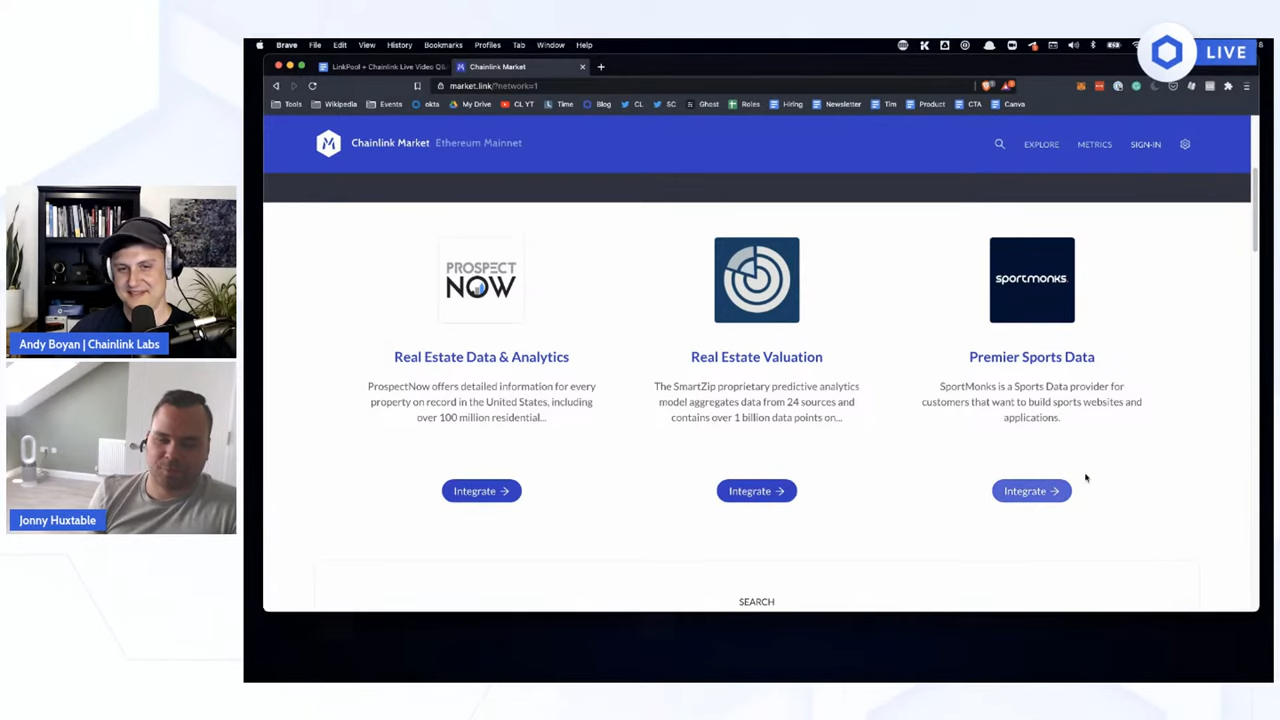 LIVE
Brave File Edit View History Bookmarks Profiles Tab Window Help
LinkPool + Chainlink Live Video Q&
Chainlink Market
market.link/?network=1
Tools Wikipedia Events okta My Drive CL YT Time Blog CL SC Ghost Roles Hiring Newsletter Tim Product CTA Canva
M Chainlink Market Ethereum Mainnet EXPLORE METRICS SIGN-IN
PROSPECT
NOW
sportmonks
Real Estate Data & Analytics
ProspectNow offers detailed information for every
property on record in the United States, including
over 100 million residential...
Integrate →
Real Estate Valuation
The SmartZip proprietary predictive analytics
model aggregates data from 24 sources and
contains over 1 billion data points on...
Integrate →
Premier Sports Data
SportMonks is a Sports Data provider for
customers that want to build sports websites and
applications.
Integrate →
SEARCH
Andy Boyan | Chainlink Labs
Jonny Huxtable